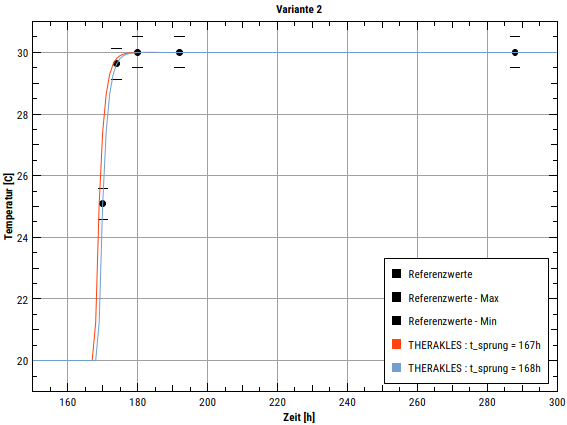 Variante 2
Temperatur [C]
30
28
26
24
22
20
160
180
200
220
240
260
280
300
Zeit [h]
Referenzwerte
Referenzwerte - Max
Referenzwerte - Min
THERAKLES : t_sprung = 167h
THERAKLES : t_sprung = 168h